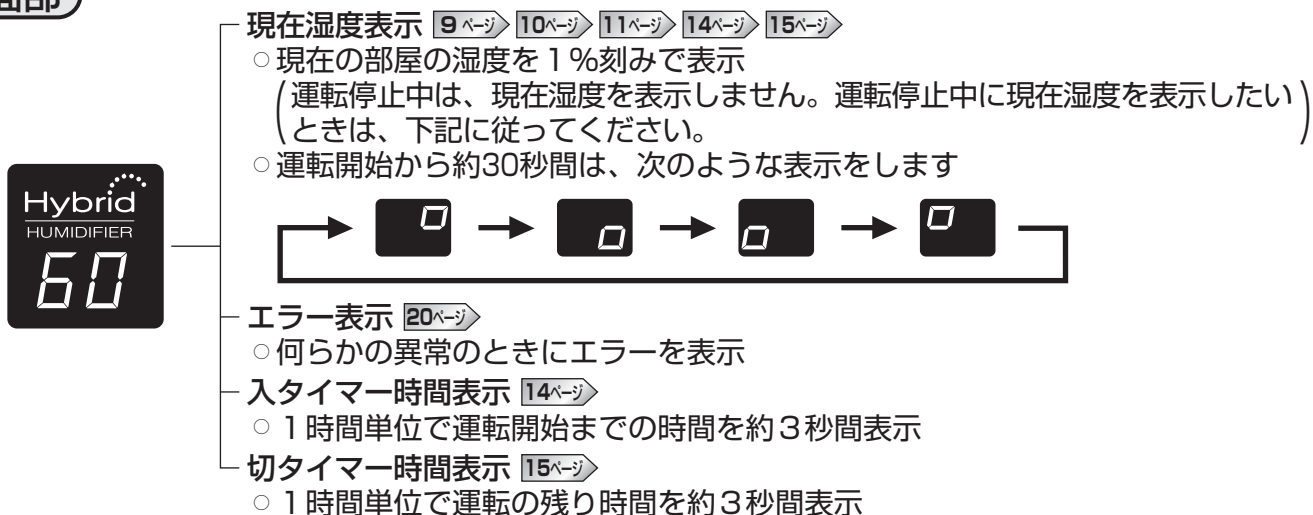 面部
現在湿度表示 9ページ 10ページ 11ページ 14ページ 15ページ
○現在の部屋の湿度を1%刻みで表示
(運転停止中は、現在湿度を表示しません。運転停止中に現在湿度を表示したい
ときは、下記に従ってください。)
○運転開始から約30秒間は、次のような表示をします
Hybrid
HUMIDIFIER
60
エラー表示 20ページ
○何らかの異常のときにエラーを表示
入タイマー時間表示 14ページ
○1時間単位で運転開始までの時間を約3秒間表示
切タイマー時間表示 15ページ
○1時間単位で運転の残り時間を約3秒間表示